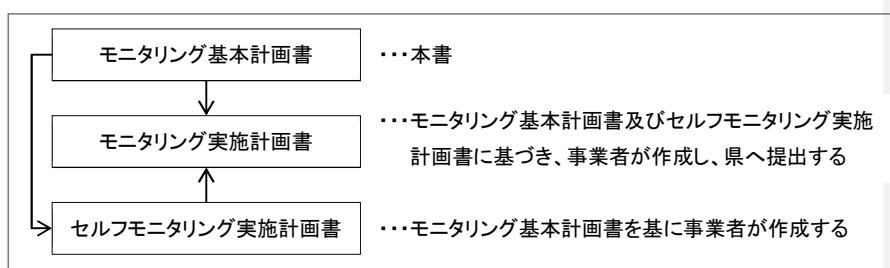 モニタリング基本計画書 ・・・本書
モニタリング実施計画書 ・・・モニタリング基本計画書及びセルフモニタリング実施
計画書に基づき、事業者が作成し、県へ提出する
セルフモニタリング実施計画書 ・・・モニタリング基本計画書を基に事業者が作成する